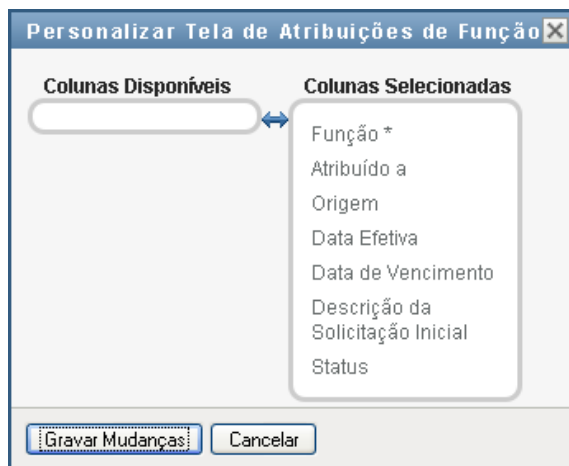 Personalizar Tela de Atribuições de Função
Colunas Disponíveis
Colunas Selecionadas
Função *
Atribuído a
Origem
Data Efetiva
Data de Vencimento
Descrição da
Solicitação Inicial
Status
Gravar Mudanças
Cancelar